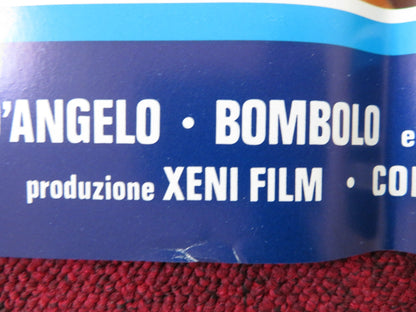 D'ANGELO · BOMBOLO e
produzione XENI FILM · CO